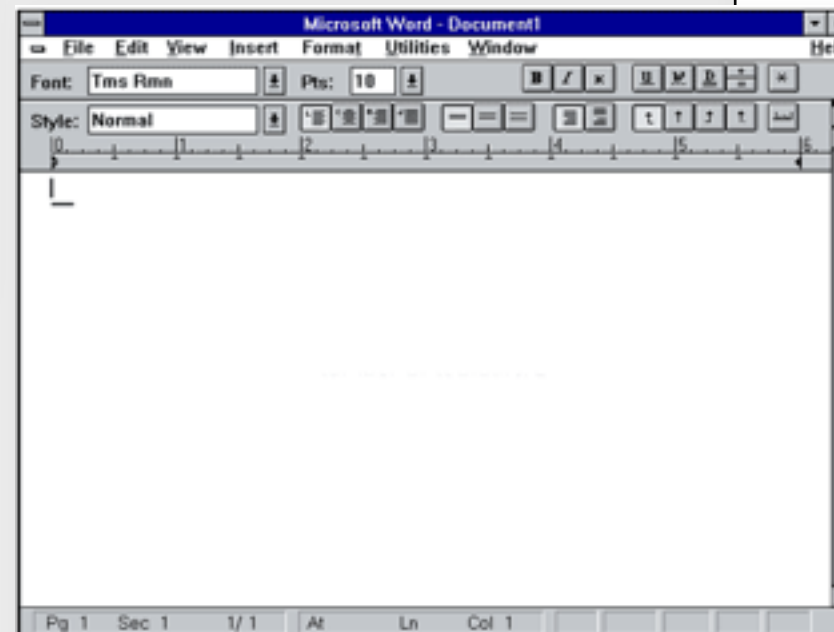 Microsoft Word - Document1
File Edit View Insert Format Utilities Window He
Font: Tms Rmn Pts: 10 B I K U W D
Style: Normal
0 1 2 3 4 5 6
Pg 1 Sec 1 1/1 At Ln Col 1